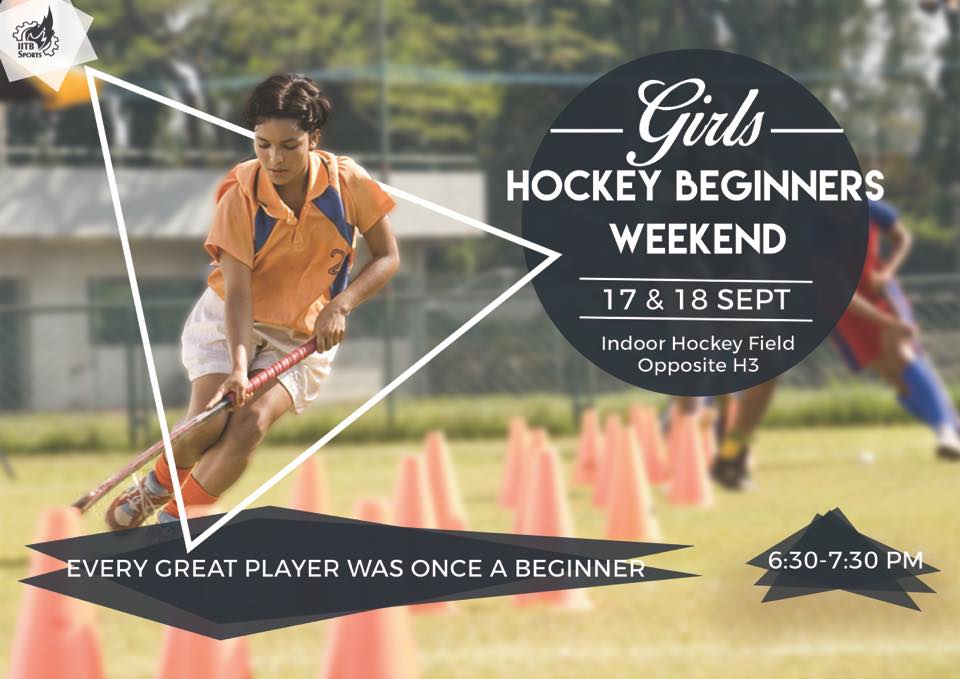 IITB
SPORTS
Girls
HOCKEY BEGINNERS
WEEKEND
17 & 18 SEPT
Indoor Hockey Field
Opposite H3
2
EVERY GREAT PLAYER WAS ONCE A BEGINNER
6:30-7:30 PM